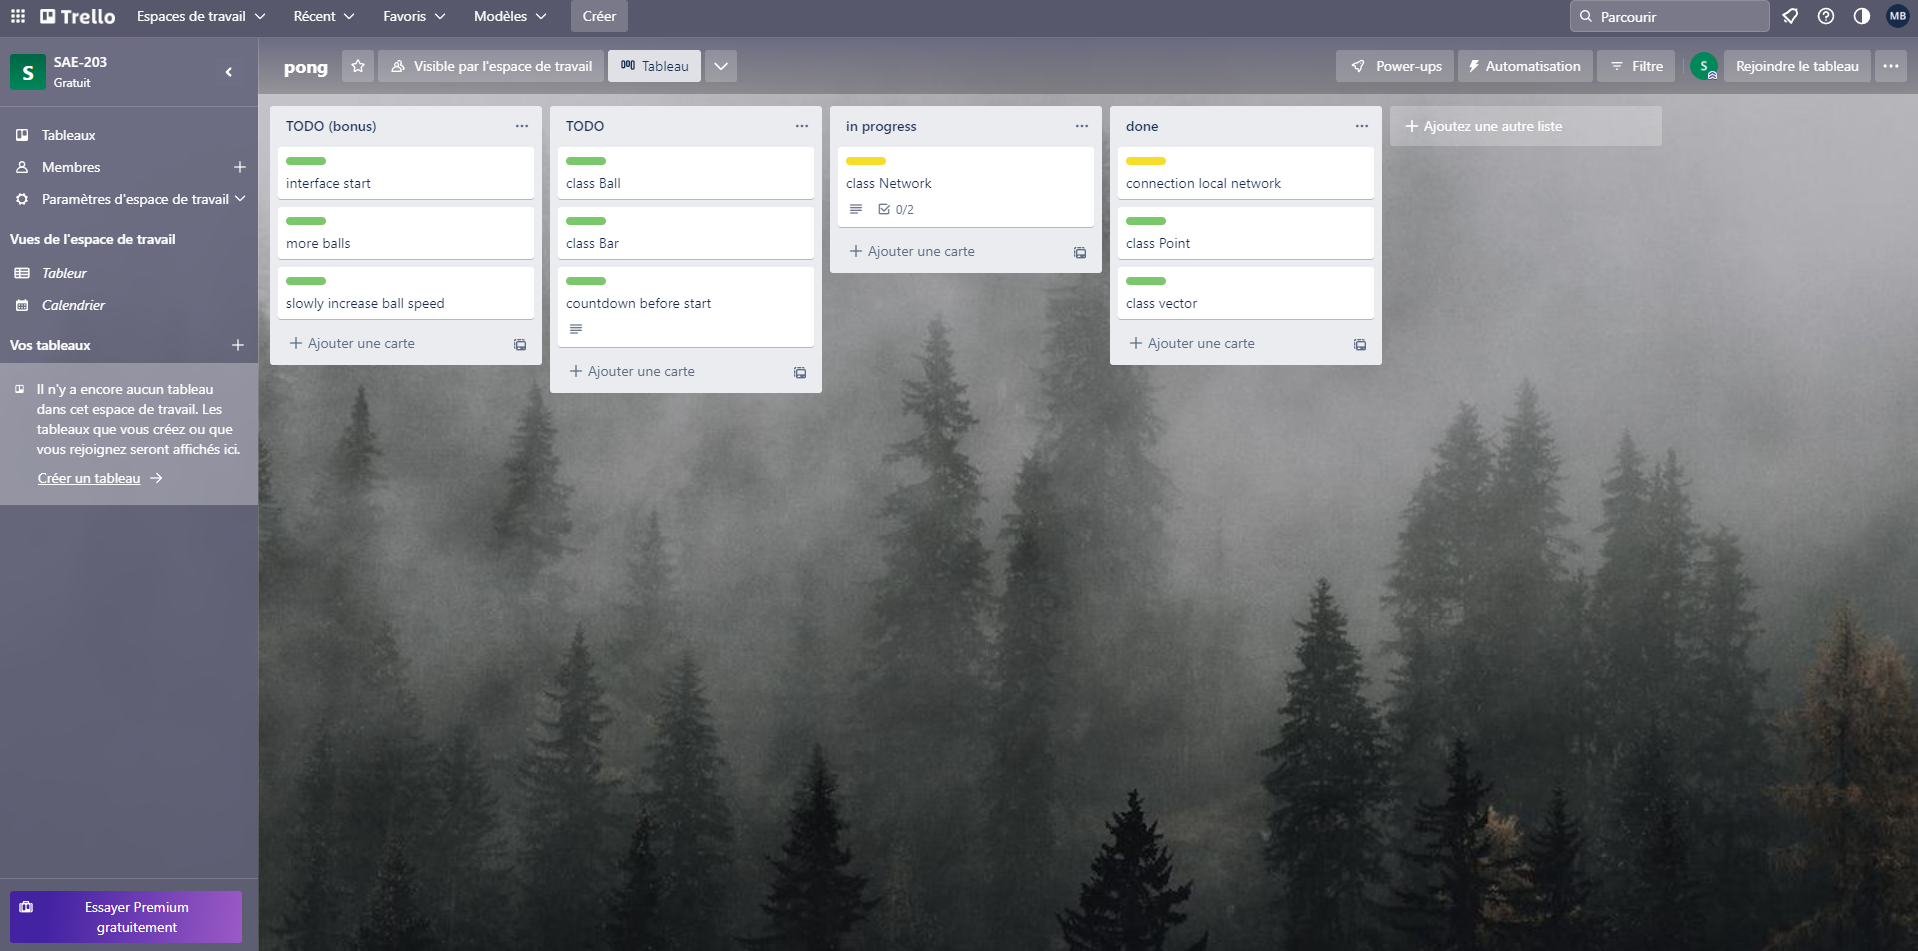 Trello
Espaces de travail
Récent
Favoris
Modèles
Créer
Parcourir
MB
S
SAE-203
Gratuit
pong
Visible par l'espace de travail
Tableau
Power-ups
Automatisation
Filtre
S
Rejoindre le tableau
Tableaux
Membres
Paramètres d'espace de travail
Vues de l'espace de travail
Tableur
Calendrier
Vos tableaux
Il n'y a encore aucun tableau
dans cet espace de travail. Les
tableaux que vous créez ou que
vous rejoignez seront affichés ici.
Créer un tableau
Essayer Premium
gratuitement
TODO (bonus)
interface start
more balls
slowly increase ball speed
Ajouter une carte
TODO
class Ball
class Bar
countdown before start
Ajouter une carte
in progress
class Network
0/2
Ajouter une carte
done
connection local network
class Point
class vector
Ajouter une carte
Ajoutez une autre liste